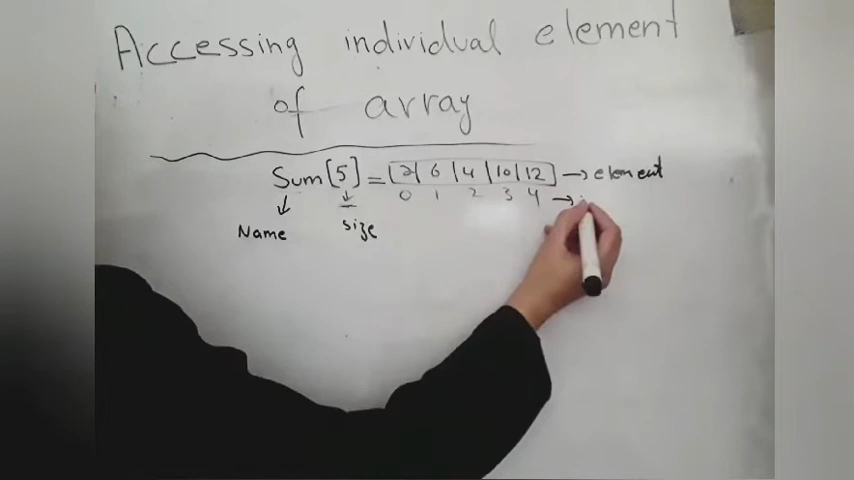 Accessing individual element
of array
Sum[5] = [2| 6 | 4 | 10 | 12] → element
0 1 2 3 4 →
Name size